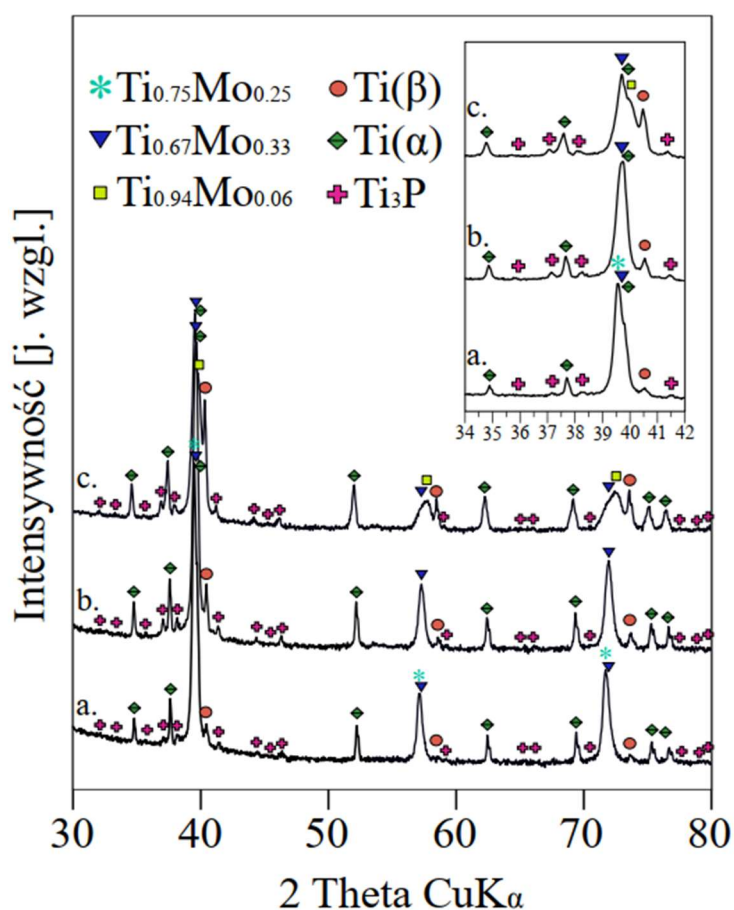 Ti0.75Mo0.25 Ti(β)
Ti0.67Mo0.33 Ti(α)
Ti0.94Mo0.06 Ti3P
c.
b.
a.
34 35 36 37 38 39 40 41 42
Intensywność [j. wzgl.]
c.
b.
a.
30 40 50 60 70 80
2 Theta CuKα